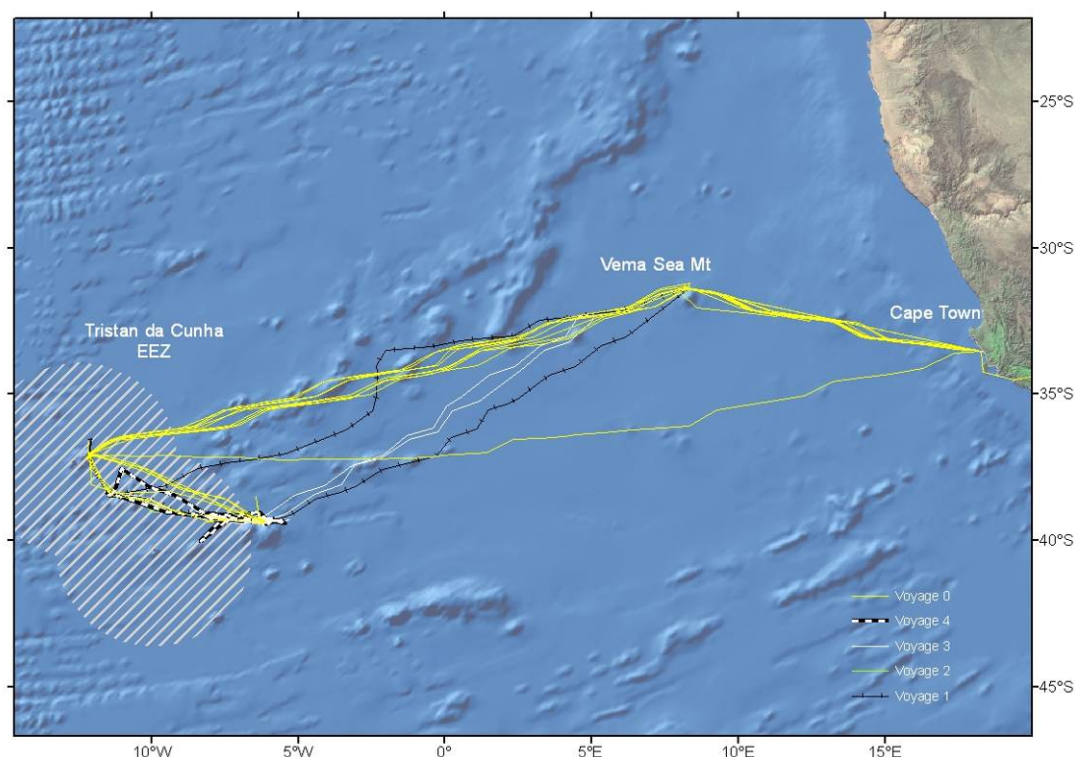 25°S
30°S
Vema Sea Mt
Cape Town
Tristan da Cunha
EEZ
35°S
40°S
Voyage 0
Voyage 4
Voyage 3
Voyage 2
Voyage 1
45°S
10°W
5°W
0°
5°E
10°E
15°E